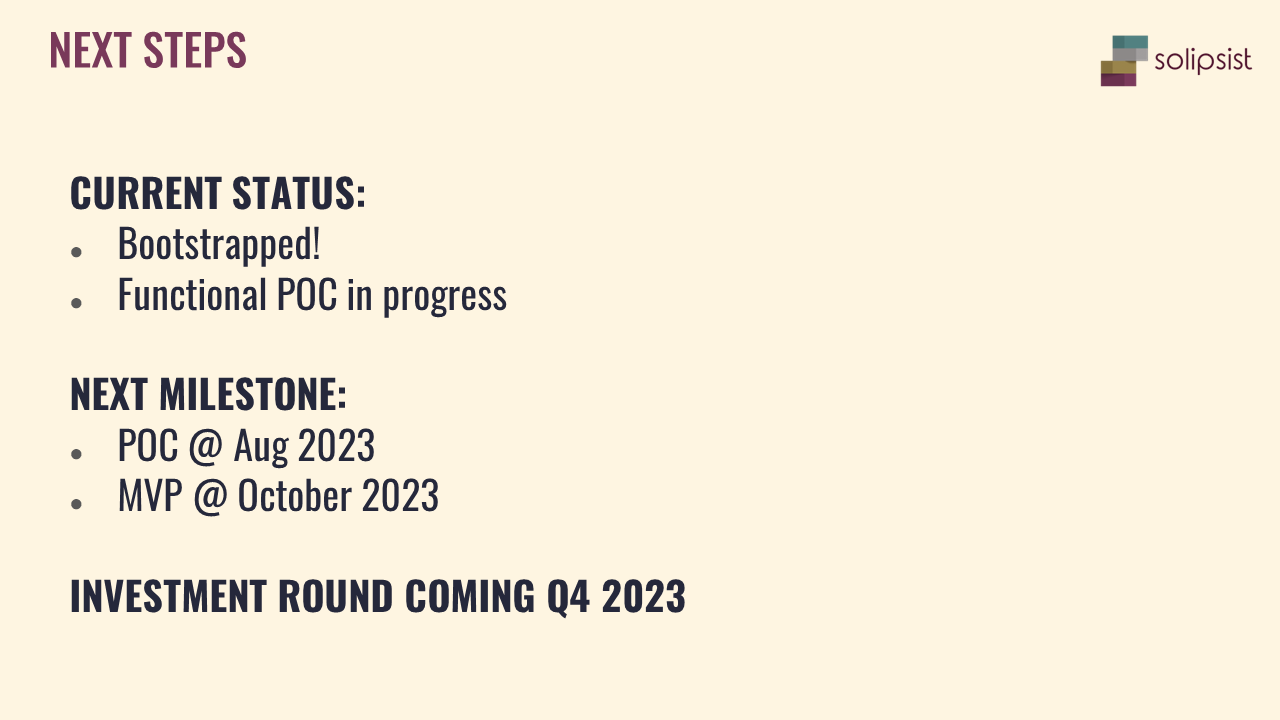 NEXT STEPS
solipsist
CURRENT STATUS:
● Bootstrapped!
● Functional POC in progress
NEXT MILESTONE:
● POC @ Aug 2023
● MVP @ October 2023
INVESTMENT ROUND COMING Q4 2023